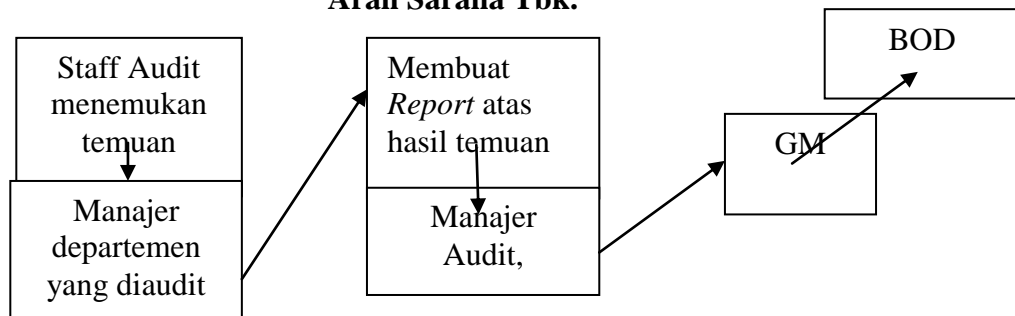 Arah Sarana Tbk.
Staff Audit
menemukan
temuan
Manajer
departemen
yang diaudit
Membuat
Report atas
hasil temuan
Manajer
Audit,
GM
BOD